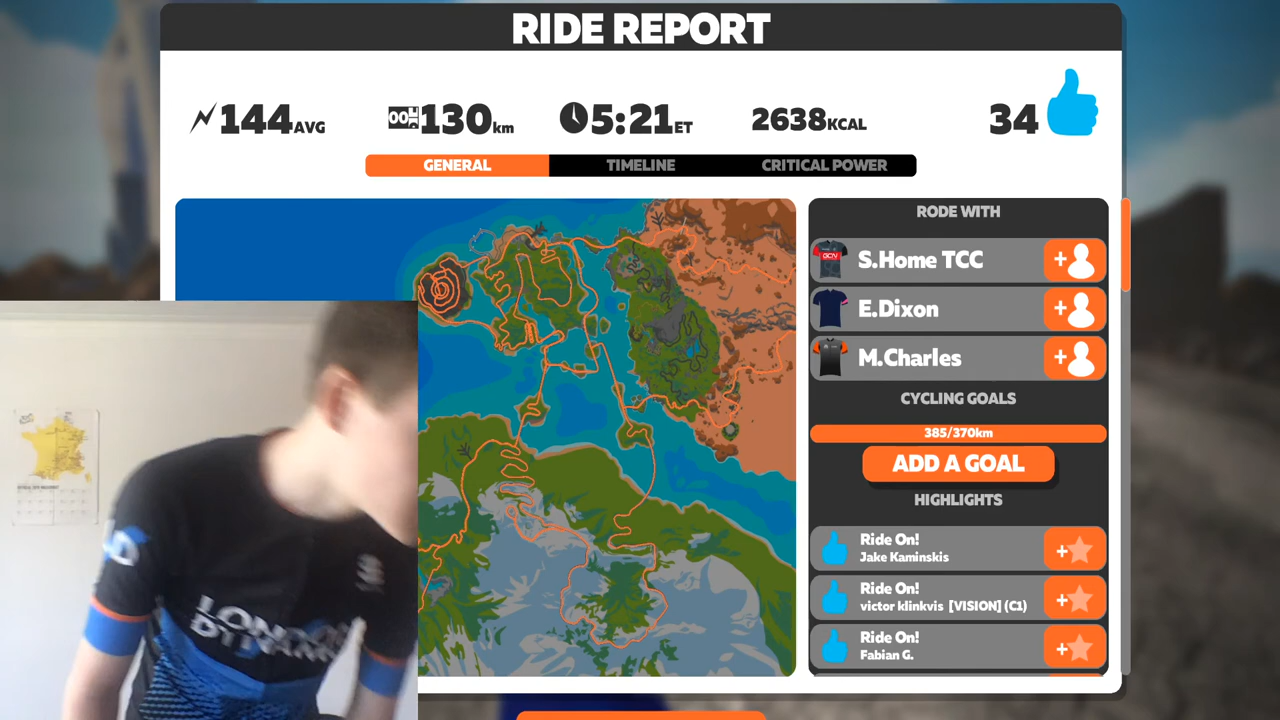 RIDE REPORT
144AVG
130km
5:21ET
2638KCAL
34
GENERAL
TIMELINE
CRITICAL POWER
RODE WITH
S.Home TCC
E.Dixon
M.Charles
CYCLING GOALS
385/370km
ADD A GOAL
HIGHLIGHTS
Ride On!
Jake Kaminskis
Ride On!
victor klinkvis [VISION] (C1)
Ride On!
Fabian G.
LONDON
DYNAMO